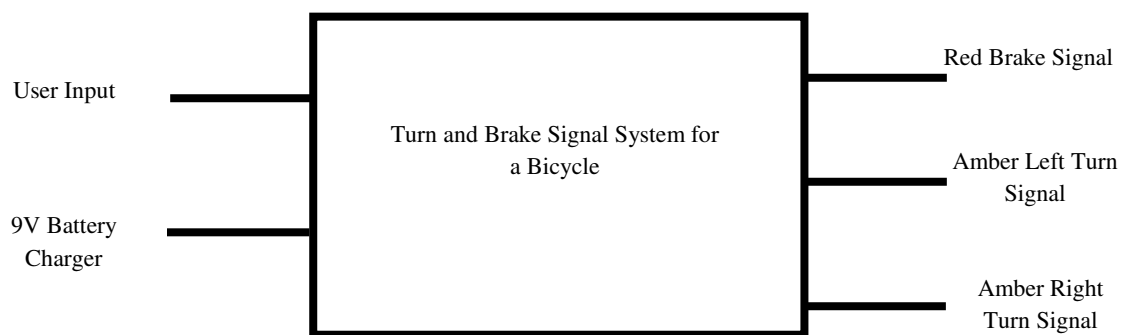 User Input
9V Battery
Charger
Turn and Brake Signal System for
a Bicycle
Red Brake Signal
Amber Left Turn
Signal
Amber Right
Turn Signal